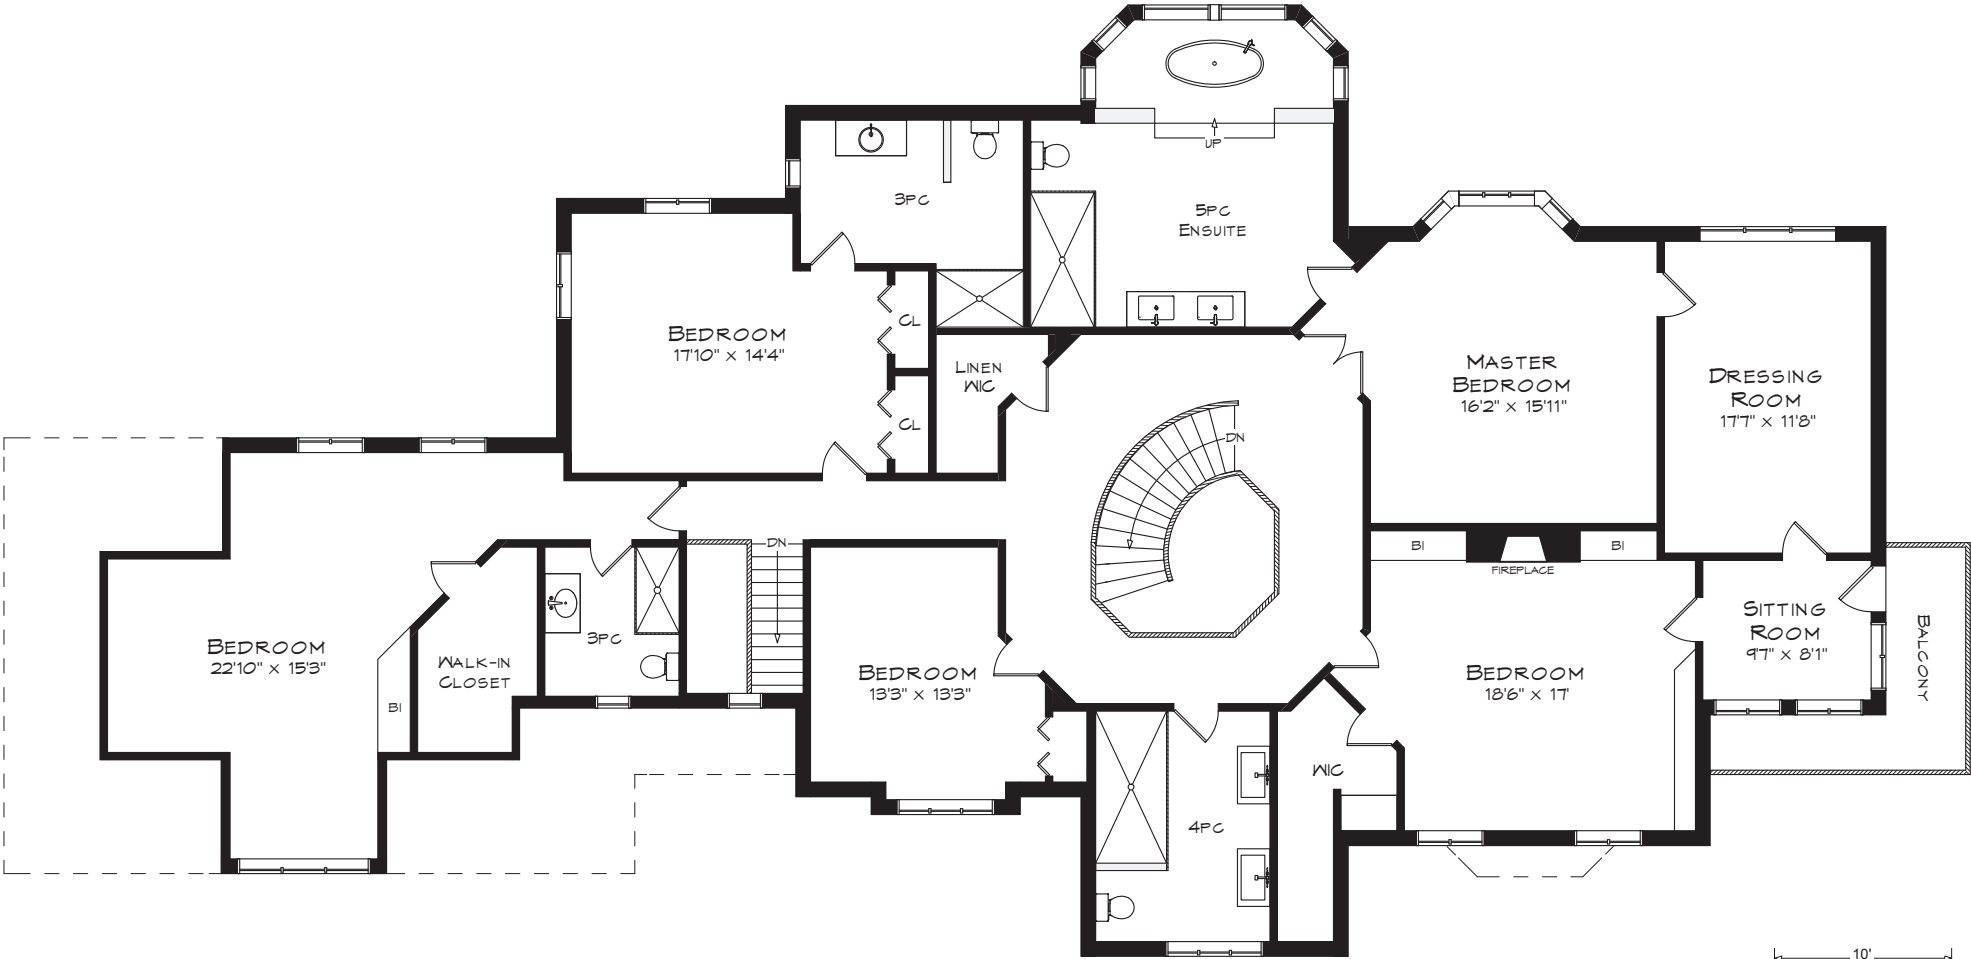 UP
3PC
5PC
ENSUITE
BEDROOM
17'10" x 14'4"
CL
CL
LINEN
WIC
MASTER
BEDROOM
16'2" x 15'11"
DRESSING
ROOM
17'7" x 11'8"
DN
DN
BI
FIREPLACE
BI
BEDROOM
22'10" x 15'3"
BI
WALK-IN
CLOSET
3PC
BEDROOM
13'3" x 13'3"
BEDROOM
18'6" x 17'
SITTING
ROOM
9'7" x 8'1"
BALCONY
WIC
4PC
10'